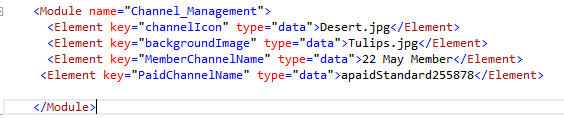 <Module name="Channel_Management">
<Element key="channelIcon" type="data">Desert.jpg</Element>
<Element key="backgroundImage" type="data">Tulips.jpg</Element>
<Element key="MemberChannelName" type="data">22 May Member</Element>
<Element key="PaidChannelName" type="data">apaidStandard255878</Element>
</Module>